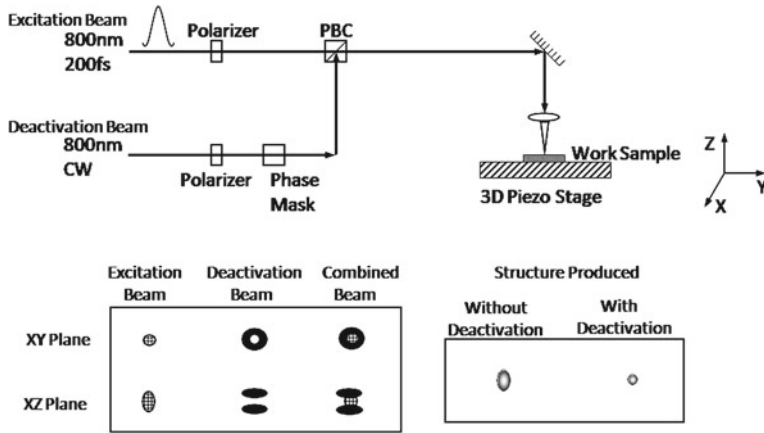 Excitation Beam
800nm
200fs
Polarizer
PBC
Deactivation Beam
800nm
CW
Polarizer
Phase
Mask
Work Sample
3D Piezo Stage
Z
Y
X
Excitation
Beam
Deactivation
Beam
Combined
Beam
XY Plane
XZ Plane
Structure Produced
Without
Deactivation
With
Deactivation